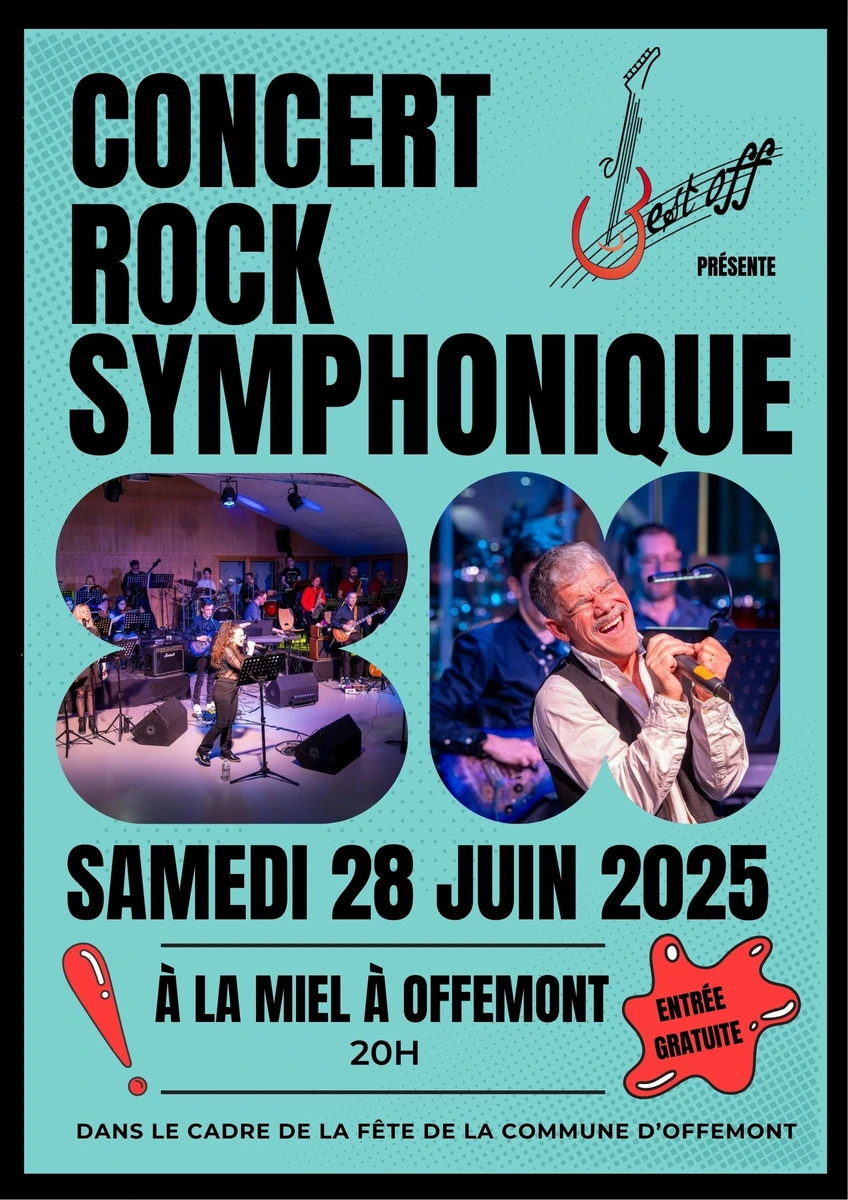 CONCERT
ROCK
SYMPHONIQUE
Best off
PRÉSENTE
SAMEDI 28 JUIN 2025
À LA MIEL À OFFEMONT
20H
ENTRÉE
GRATUITE
DANS LE CADRE DE LA FÊTE DE LA COMMUNE D'OFFEMONT